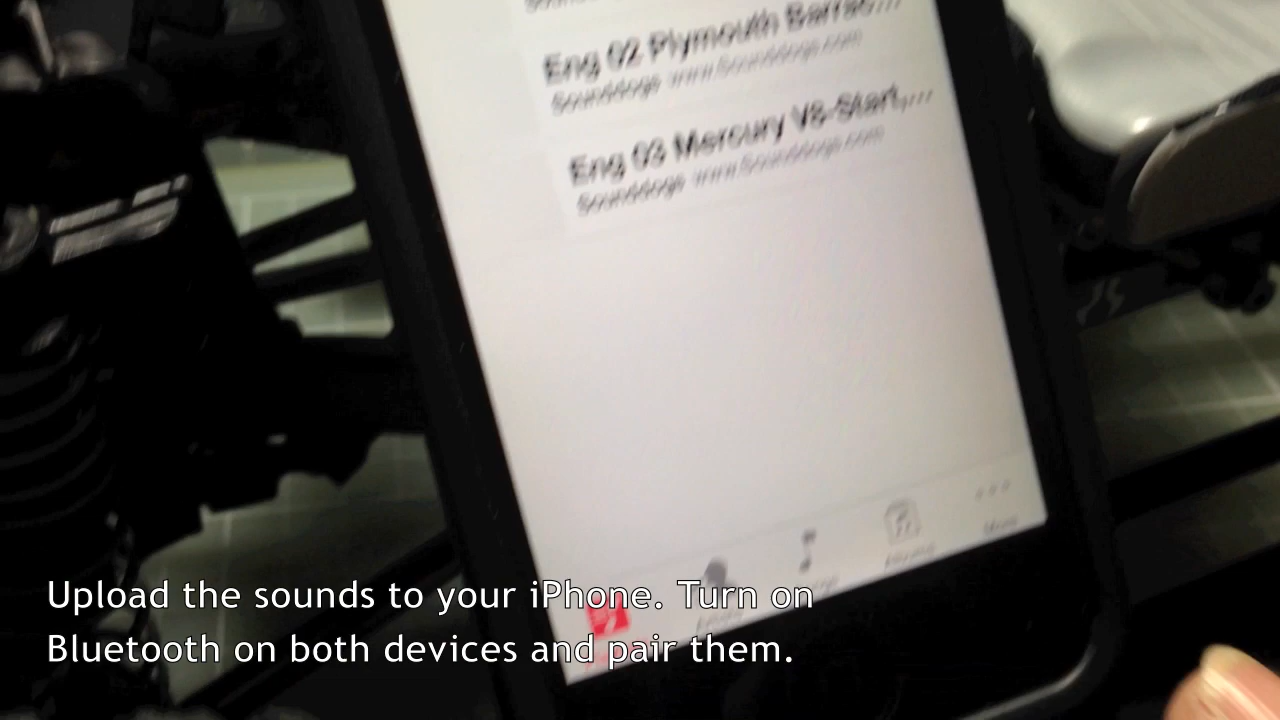 Eng 02 Plymouth Barrac...
Sounddogs www.Sounddogs.com
Eng 03 Mercury V8-Start,...
Sounddogs www.Sounddogs.com
More
Upload the sounds to your iPhone. Turn on
Bluetooth on both devices and pair them.